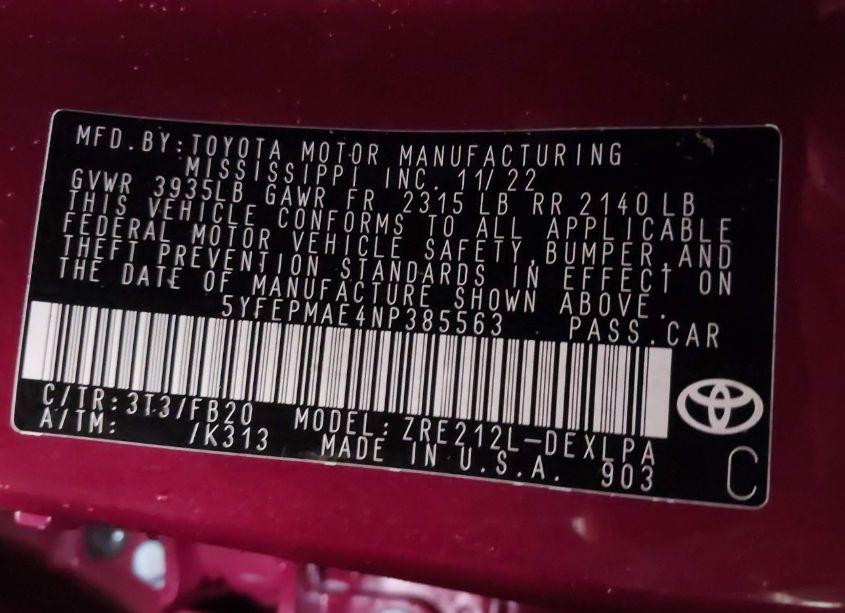 MFD.BY:TOYOTA MOTOR MANUFACTURING
MISSISSIPPI INC. 11/22
GVWR 3935LB GAWR FR 2315 LB RR 2140 LB
THIS VEHICLE CONFORMS TO ALL APPLICABLE
FEDERAL MOTOR VEHICLE SAFETY,BUMPER,AND
THEFT PREVENTION STANDARDS IN EFFECT ON
THE DATE OF MANUFACTURE SHOWN ABOVE.
5YFEPMAE4NP385563 PASS.CAR
C/TR:3T3/FB20 MODEL:ZRE212L-DEXLPA
A/TM: /K313 MADE IN U.S.A. 903
C